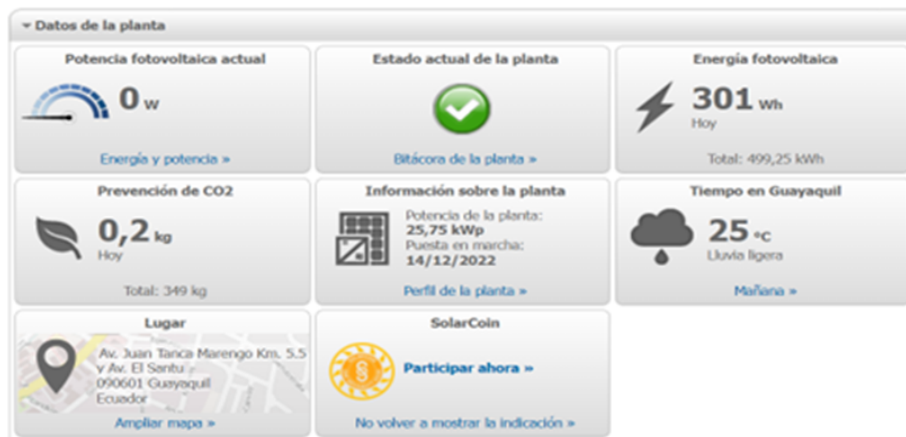 Datos de la planta
Potencia fotovoltaica actual
0 W
Energía y potencia »
Estado actual de la planta
Bitácora de la planta »
Energía fotovoltaica
301 Wh
Hoy
Total: 499,25 kWh
Prevención de CO2
0,2 kg
Hoy
Total: 349 kg
Información sobre la planta
Potencia de la planta:
25,75 kWp
Puesta en marcha:
14/12/2022
Perfil de la planta »
Tiempo en Guayaquil
25 °C
Lluvia ligera
Mañana »
Lugar
Av. Juan Tanca Marengo Km. 5.5
y Av. El Santu
090601 Guayaquil
Ecuador
Ampliar mapa »
SolarCoin
Participar ahora »
No volver a mostrar la indicación »